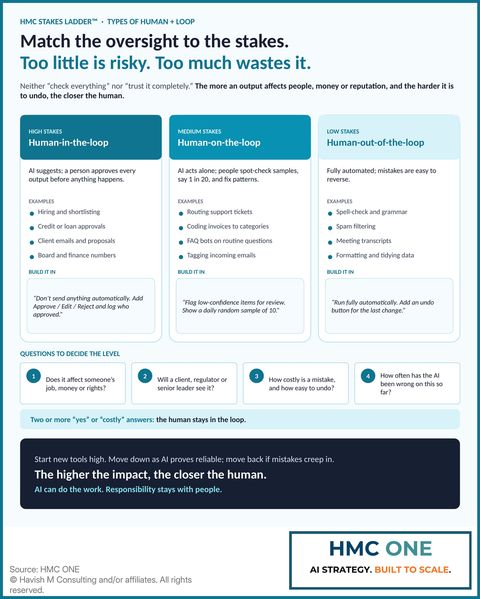 HMC STAKES LADDER™ · TYPES OF HUMAN + LOOP
Match the oversight to the stakes.
Too little is risky. Too much wastes it.
Neither "check everything" nor "trust it completely." The more an output affects people, money or reputation, and the harder it is
to undo, the closer the human.
HIGH STAKES
Human-in-the-loop
AI suggests; a person approves every
output before anything happens.
EXAMPLES
Hiring and shortlisting
Credit or loan approvals
Client emails and proposals
Board and finance numbers
BUILD IT IN
"Don't send anything automatically. Add
Approve / Edit / Reject and log who
approved."
MEDIUM STAKES
Human-on-the-loop
AI acts alone; people spot-check samples,
say 1 in 20, and fix patterns.
EXAMPLES
Routing support tickets
Coding invoices to categories
FAQ bots on routine questions
Tagging incoming emails
BUILD IT IN
"Flag low-confidence items for review.
Show a daily random sample of 10."
LOW STAKES
Human-out-of-the-loop
Fully automated; mistakes are easy to
reverse.
EXAMPLES
Spell-check and grammar
Spam filtering
Meeting transcripts
Formatting and tidying data
BUILD IT IN
"Run fully automatically. Add an undo
button for the last change."
QUESTIONS TO DECIDE THE LEVEL
1
Does it affect someone's
job, money or rights?
2
Will a client, regulator or
senior leader see it?
3
How costly is a mistake,
and how easy to undo?
4
How often has the AI
been wrong on this so
far?
Two or more "yes" or "costly" answers: the human stays in the loop.
Start new tools high. Move down as AI proves reliable; move back if mistakes creep in.
The higher the impact, the closer the human.
AI can do the work. Responsibility stays with people.
Source: HMC ONE
© Havish M Consulting and/or affiliates. All rights
reserved.
HMC ONE
AI STRATEGY. BUILT TO SCALE.